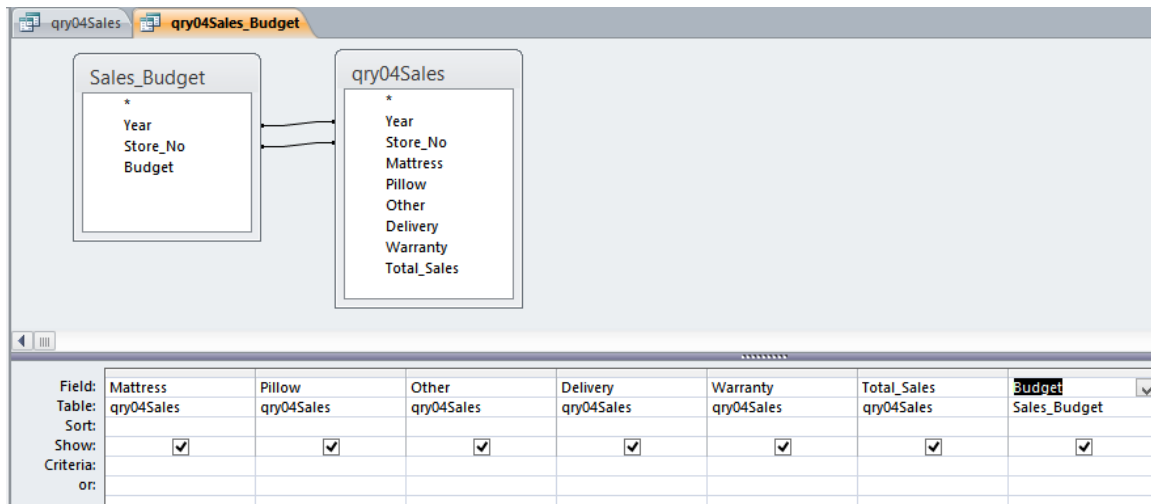 qry04Sales qry04Sales_Budget
Sales_Budget
*
Year
Store_No
Budget
qry04Sales
*
Year
Store_No
Mattress
Pillow
Other
Delivery
Warranty
Total_Sales
Field: Mattress Pillow Other Delivery Warranty Total_Sales Budget
Table: qry04Sales qry04Sales qry04Sales qry04Sales qry04Sales qry04Sales Sales_Budget
Sort:
Show:
Criteria:
or: